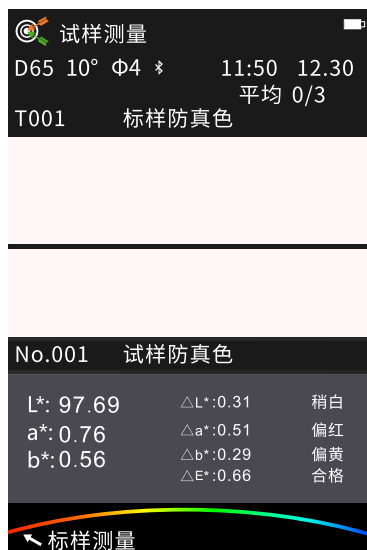 试样测量
D65 10° Φ4 11:50 12.30
平均 0/3
T001 标样防真色
No.001 试样防真色
L*: 97.69 △L*:0.31 稍白
a*: 0.76 △a*:0.51 偏红
b*: 0.56 △b*:0.29 偏黄
△E*:0.66 合格
标样测量